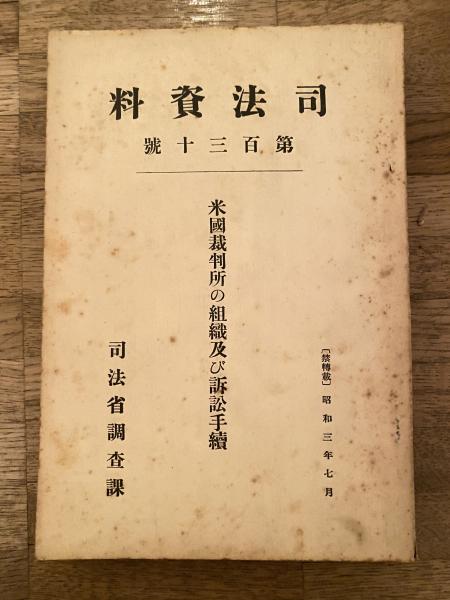 司法資料
第百三十號
〔禁轉載〕 昭和三年七月
米國裁判所の組織及び訴訟手續
司法省調查課